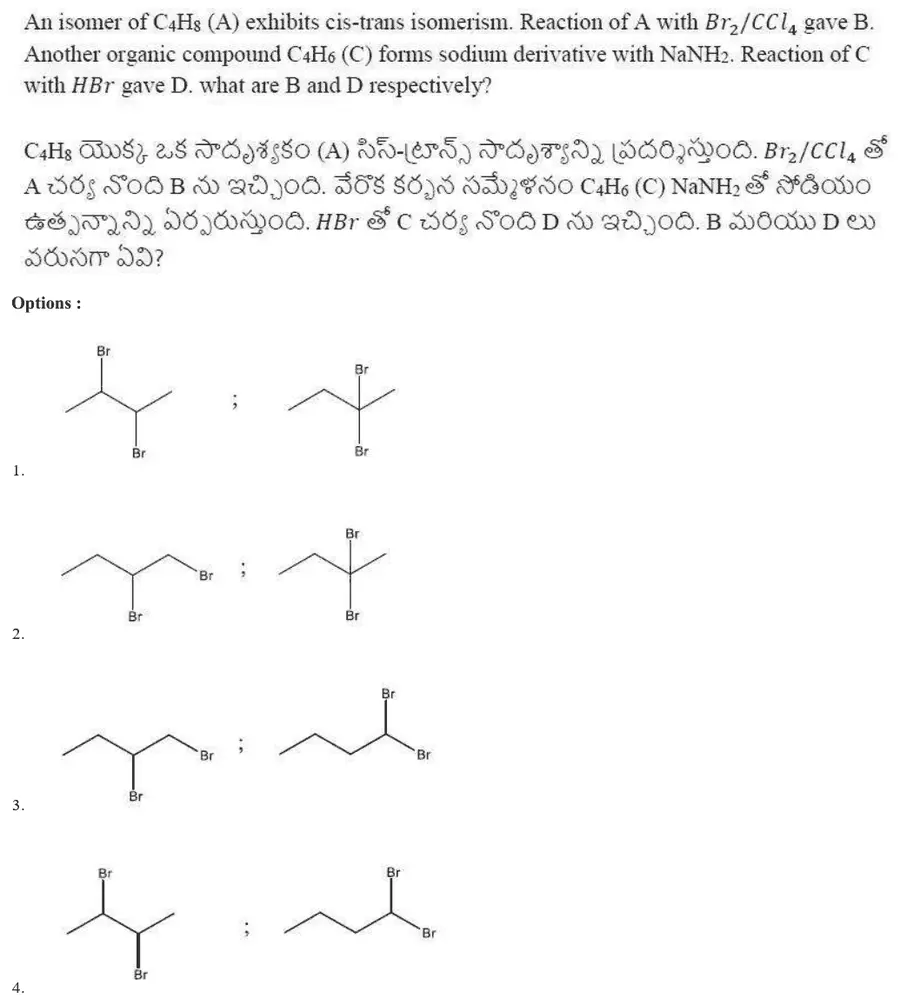 An isomer of C₄H₈ (A) exhibits cis-trans isomerism. Reaction of A with Br₂/CCl₄ gave B.
Another organic compound C₄H₆ (C) forms sodium derivative with NaNH₂. Reaction of C
with HBr gave D. what are B and D respectively?
C₄H₈ యొక్క ఒక సాదృశ్యకం (A) సిస్-ట్రాన్స్ సాదృశ్యాన్ని ప్రదర్శిస్తుంది. Br₂/CCl₄ తో
A చర్య నొంది B ను ఇచ్చింది. వేరొక కర్బన సమ్మేళనం C₄H₆ (C) NaNH₂ తో సోడియం
ఉత్పన్నాన్ని ఏర్పరుస్తుంది. HBr తో C చర్య నొంది D ను ఇచ్చింది. B మరియు D లు
వరుసగా ఏవి?
Options :
Br Br
;
Br Br
1.
Br
Br ;
Br Br
2.
Br
Br ; Br
Br
3.
Br Br
; Br
Br
4.